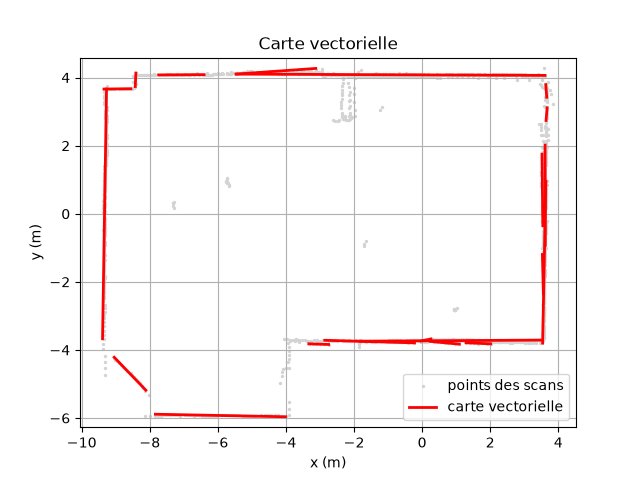 Carte vectorielle
4
2
0
−2
−4
−6
y (m)
points des scans
carte vectorielle
−10 −8 −6 −4 −2 0 2 4
x (m)